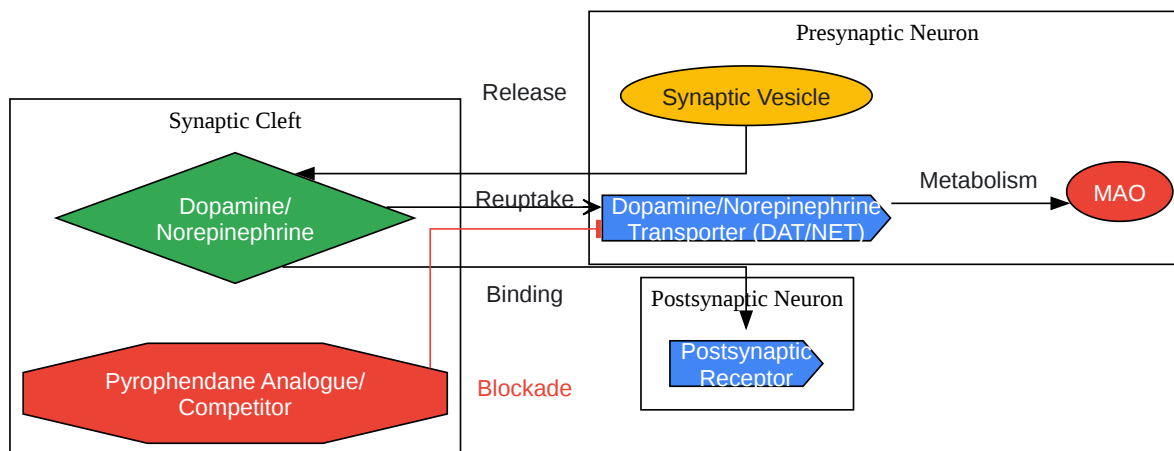 Presynaptic Neuron
Release
Synaptic Vesicle
Synaptic Cleft
Metabolism
MAO
Dopamine/
Norepinephrine
Reuptake
Dopamine/Norepinephrine
Transporter (DAT/NET)
Binding
Postsynaptic Neuron
Postsynaptic
Receptor
Pyrophendane Analogue/
Competitor
Blockade